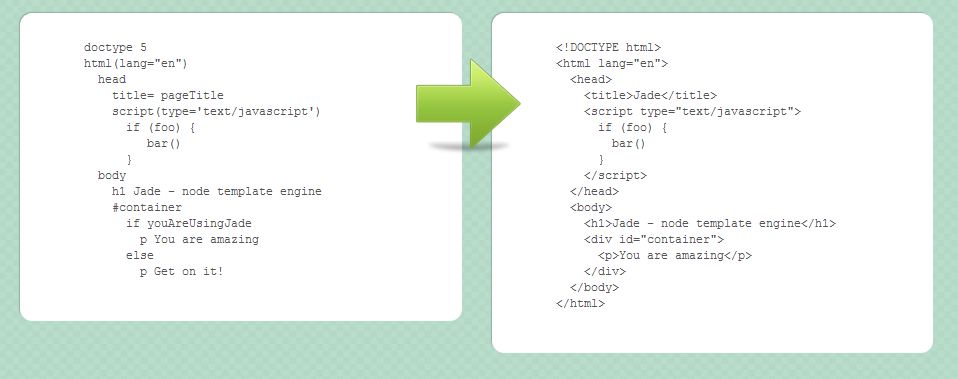 doctype 5
html(lang="en")
  head
    title= pageTitle
    script(type='text/javascript')
      if (foo) {
         bar()
      }
  body
    h1 Jade - node template engine
    #container
      if youAreUsingJade
        p You are amazing
      else
        p Get on it!
<!DOCTYPE html>
<html lang="en">
  <head>
    <title>Jade</title>
    <script type="text/javascript">
      if (foo) {
        bar()
      }
    </script>
  </head>
  <body>
    <h1>Jade - node template engine</h1>
    <div id="container">
      <p>You are amazing</p>
    </div>
  </body>
</html>